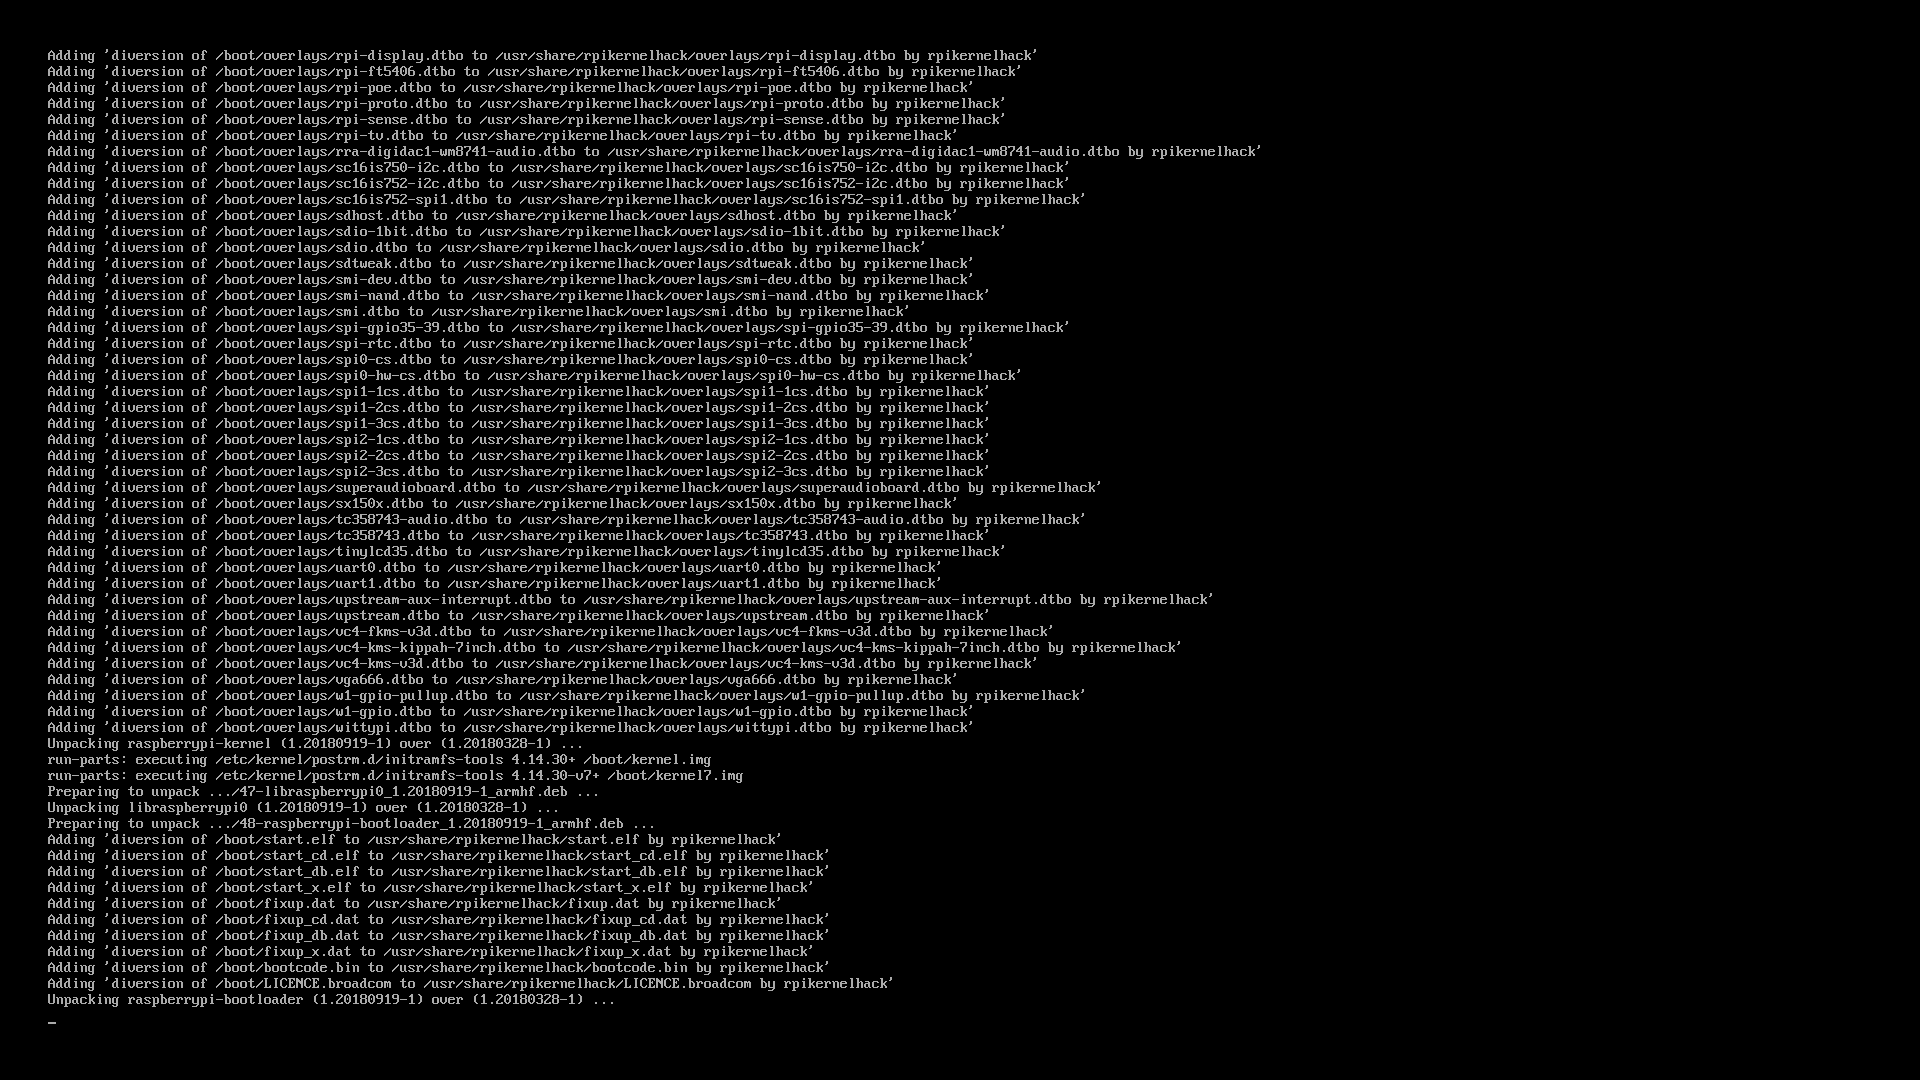 Adding 'diversion of /boot/overlays/rpi-display.dtbo to /usr/share/rpikernelhack/overlays/rpi-display.dtbo by rpikernelhack'
Adding 'diversion of /boot/overlays/rpi-ft5406.dtbo to /usr/share/rpikernelhack/overlays/rpi-ft5406.dtbo by rpikernelhack'
Adding 'diversion of /boot/overlays/rpi-poe.dtbo to /usr/share/rpikernelhack/overlays/rpi-poe.dtbo by rpikernelhack'
Adding 'diversion of /boot/overlays/rpi-proto.dtbo to /usr/share/rpikernelhack/overlays/rpi-proto.dtbo by rpikernelhack'
Adding 'diversion of /boot/overlays/rpi-sense.dtbo to /usr/share/rpikernelhack/overlays/rpi-sense.dtbo by rpikernelhack'
Adding 'diversion of /boot/overlays/rpi-tv.dtbo to /usr/share/rpikernelhack/overlays/rpi-tv.dtbo by rpikernelhack'
Adding 'diversion of /boot/overlays/rra-digidac1-wm8741-audio.dtbo to /usr/share/rpikernelhack/overlays/rra-digidac1-wm8741-audio.dtbo by rpikernelhack'
Adding 'diversion of /boot/overlays/sc16is750-i2c.dtbo to /usr/share/rpikernelhack/overlays/sc16is750-i2c.dtbo by rpikernelhack'
Adding 'diversion of /boot/overlays/sc16is752-i2c.dtbo to /usr/share/rpikernelhack/overlays/sc16is752-i2c.dtbo by rpikernelhack'
Adding 'diversion of /boot/overlays/sc16is752-spi1.dtbo to /usr/share/rpikernelhack/overlays/sc16is752-spi1.dtbo by rpikernelhack'
Adding 'diversion of /boot/overlays/sdhost.dtbo to /usr/share/rpikernelhack/overlays/sdhost.dtbo by rpikernelhack'
Adding 'diversion of /boot/overlays/sdio-1bit.dtbo to /usr/share/rpikernelhack/overlays/sdio-1bit.dtbo by rpikernelhack'
Adding 'diversion of /boot/overlays/sdio.dtbo to /usr/share/rpikernelhack/overlays/sdio.dtbo by rpikernelhack'
Adding 'diversion of /boot/overlays/sdtweak.dtbo to /usr/share/rpikernelhack/overlays/sdtweak.dtbo by rpikernelhack'
Adding 'diversion of /boot/overlays/smi-dev.dtbo to /usr/share/rpikernelhack/overlays/smi-dev.dtbo by rpikernelhack'
Adding 'diversion of /boot/overlays/smi-nand.dtbo to /usr/share/rpikernelhack/overlays/smi-nand.dtbo by rpikernelhack'
Adding 'diversion of /boot/overlays/smi.dtbo to /usr/share/rpikernelhack/overlays/smi.dtbo by rpikernelhack'
Adding 'diversion of /boot/overlays/spi-gpio35-39.dtbo to /usr/share/rpikernelhack/overlays/spi-gpio35-39.dtbo by rpikernelhack'
Adding 'diversion of /boot/overlays/spi-rtc.dtbo to /usr/share/rpikernelhack/overlays/spi-rtc.dtbo by rpikernelhack'
Adding 'diversion of /boot/overlays/spi0-cs.dtbo to /usr/share/rpikernelhack/overlays/spi0-cs.dtbo by rpikernelhack'
Adding 'diversion of /boot/overlays/spi0-hw-cs.dtbo to /usr/share/rpikernelhack/overlays/spi0-hw-cs.dtbo by rpikernelhack'
Adding 'diversion of /boot/overlays/spi1-1cs.dtbo to /usr/share/rpikernelhack/overlays/spi1-1cs.dtbo by rpikernelhack'
Adding 'diversion of /boot/overlays/spi1-2cs.dtbo to /usr/share/rpikernelhack/overlays/spi1-2cs.dtbo by rpikernelhack'
Adding 'diversion of /boot/overlays/spi1-3cs.dtbo to /usr/share/rpikernelhack/overlays/spi1-3cs.dtbo by rpikernelhack'
Adding 'diversion of /boot/overlays/spi2-1cs.dtbo to /usr/share/rpikernelhack/overlays/spi2-1cs.dtbo by rpikernelhack'
Adding 'diversion of /boot/overlays/spi2-2cs.dtbo to /usr/share/rpikernelhack/overlays/spi2-2cs.dtbo by rpikernelhack'
Adding 'diversion of /boot/overlays/spi2-3cs.dtbo to /usr/share/rpikernelhack/overlays/spi2-3cs.dtbo by rpikernelhack'
Adding 'diversion of /boot/overlays/superaudioboard.dtbo to /usr/share/rpikernelhack/overlays/superaudioboard.dtbo by rpikernelhack'
Adding 'diversion of /boot/overlays/sx150x.dtbo to /usr/share/rpikernelhack/overlays/sx150x.dtbo by rpikernelhack'
Adding 'diversion of /boot/overlays/tc358743-audio.dtbo to /usr/share/rpikernelhack/overlays/tc358743-audio.dtbo by rpikernelhack'
Adding 'diversion of /boot/overlays/tc358743.dtbo to /usr/share/rpikernelhack/overlays/tc358743.dtbo by rpikernelhack'
Adding 'diversion of /boot/overlays/tinylcd35.dtbo to /usr/share/rpikernelhack/overlays/tinylcd35.dtbo by rpikernelhack'
Adding 'diversion of /boot/overlays/uart0.dtbo to /usr/share/rpikernelhack/overlays/uart0.dtbo by rpikernelhack'
Adding 'diversion of /boot/overlays/uart1.dtbo to /usr/share/rpikernelhack/overlays/uart1.dtbo by rpikernelhack'
Adding 'diversion of /boot/overlays/upstream-aux-interrupt.dtbo to /usr/share/rpikernelhack/overlays/upstream-aux-interrupt.dtbo by rpikernelhack'
Adding 'diversion of /boot/overlays/upstream.dtbo to /usr/share/rpikernelhack/overlays/upstream.dtbo by rpikernelhack'
Adding 'diversion of /boot/overlays/vc4-fkms-v3d.dtbo to /usr/share/rpikernelhack/overlays/vc4-fkms-v3d.dtbo by rpikernelhack'
Adding 'diversion of /boot/overlays/vc4-kms-kippah-7inch.dtbo to /usr/share/rpikernelhack/overlays/vc4-kms-kippah-7inch.dtbo by rpikernelhack'
Adding 'diversion of /boot/overlays/vc4-kms-v3d.dtbo to /usr/share/rpikernelhack/overlays/vc4-kms-v3d.dtbo by rpikernelhack'
Adding 'diversion of /boot/overlays/vga666.dtbo to /usr/share/rpikernelhack/overlays/vga666.dtbo by rpikernelhack'
Adding 'diversion of /boot/overlays/w1-gpio-pullup.dtbo to /usr/share/rpikernelhack/overlays/w1-gpio-pullup.dtbo by rpikernelhack'
Adding 'diversion of /boot/overlays/w1-gpio.dtbo to /usr/share/rpikernelhack/overlays/w1-gpio.dtbo by rpikernelhack'
Adding 'diversion of /boot/overlays/wittypi.dtbo to /usr/share/rpikernelhack/overlays/wittypi.dtbo by rpikernelhack'
Unpacking raspberrypi-kernel (1.20180919-1) over (1.20180328-1) ...
run-parts: executing /etc/kernel/postrm.d/initramfs-tools 4.14.30+ /boot/kernel.img
run-parts: executing /etc/kernel/postrm.d/initramfs-tools 4.14.30-v7+ /boot/kernel7.img
Preparing to unpack .../47-libraspberrypi0_1.20180919-1_armhf.deb ...
Unpacking libraspberrypi0 (1.20180919-1) over (1.20180328-1) ...
Preparing to unpack .../48-raspberrypi-bootloader_1.20180919-1_armhf.deb ...
Adding 'diversion of /boot/start.elf to /usr/share/rpikernelhack/start.elf by rpikernelhack'
Adding 'diversion of /boot/start_cd.elf to /usr/share/rpikernelhack/start_cd.elf by rpikernelhack'
Adding 'diversion of /boot/start_db.elf to /usr/share/rpikernelhack/start_db.elf by rpikernelhack'
Adding 'diversion of /boot/start_x.elf to /usr/share/rpikernelhack/start_x.elf by rpikernelhack'
Adding 'diversion of /boot/fixup.dat to /usr/share/rpikernelhack/fixup.dat by rpikernelhack'
Adding 'diversion of /boot/fixup_cd.dat to /usr/share/rpikernelhack/fixup_cd.dat by rpikernelhack'
Adding 'diversion of /boot/fixup_db.dat to /usr/share/rpikernelhack/fixup_db.dat by rpikernelhack'
Adding 'diversion of /boot/fixup_x.dat to /usr/share/rpikernelhack/fixup_x.dat by rpikernelhack'
Adding 'diversion of /boot/bootcode.bin to /usr/share/rpikernelhack/bootcode.bin by rpikernelhack'
Adding 'diversion of /boot/LICENCE.broadcom to /usr/share/rpikernelhack/LICENCE.broadcom by rpikernelhack'
Unpacking raspberrypi-bootloader (1.20180919-1) over (1.20180328-1) ...